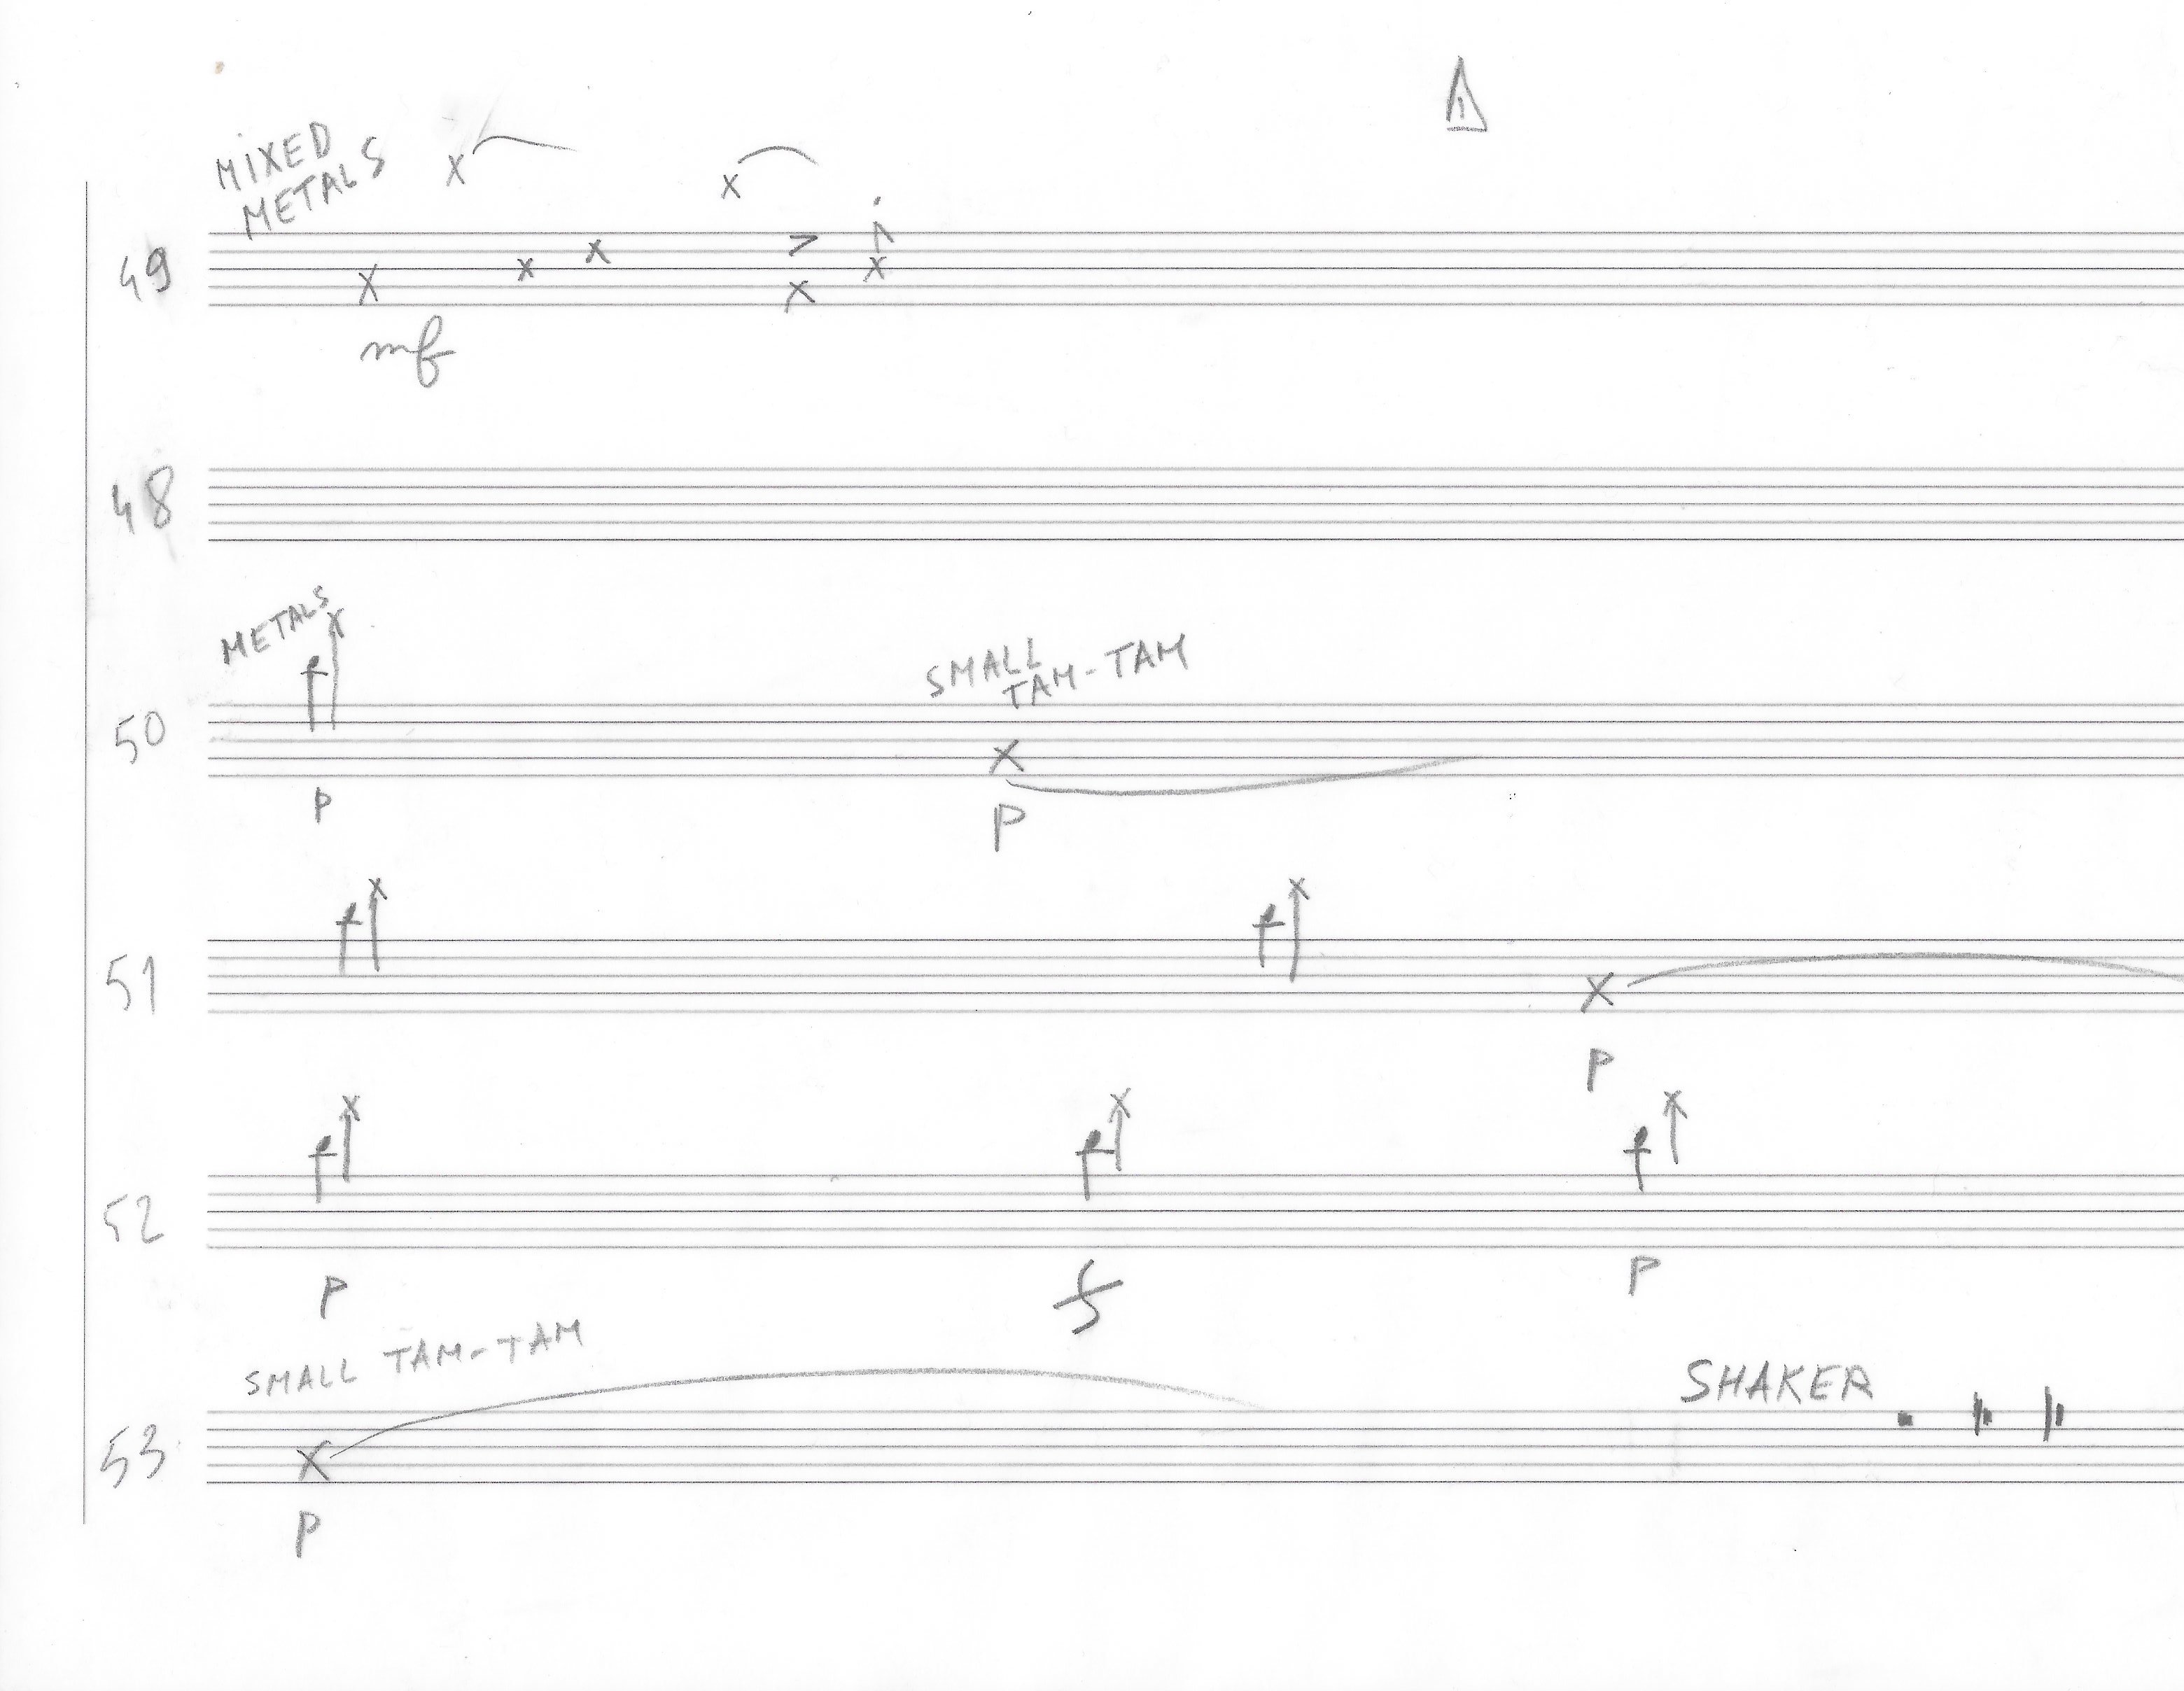 MIXED
METALS
49
mf
48
METALS
SMALL
TAM-TAM
50
P
P
51
P
52
P
f
P
SMALL TAM-TAM
SHAKER
53
P